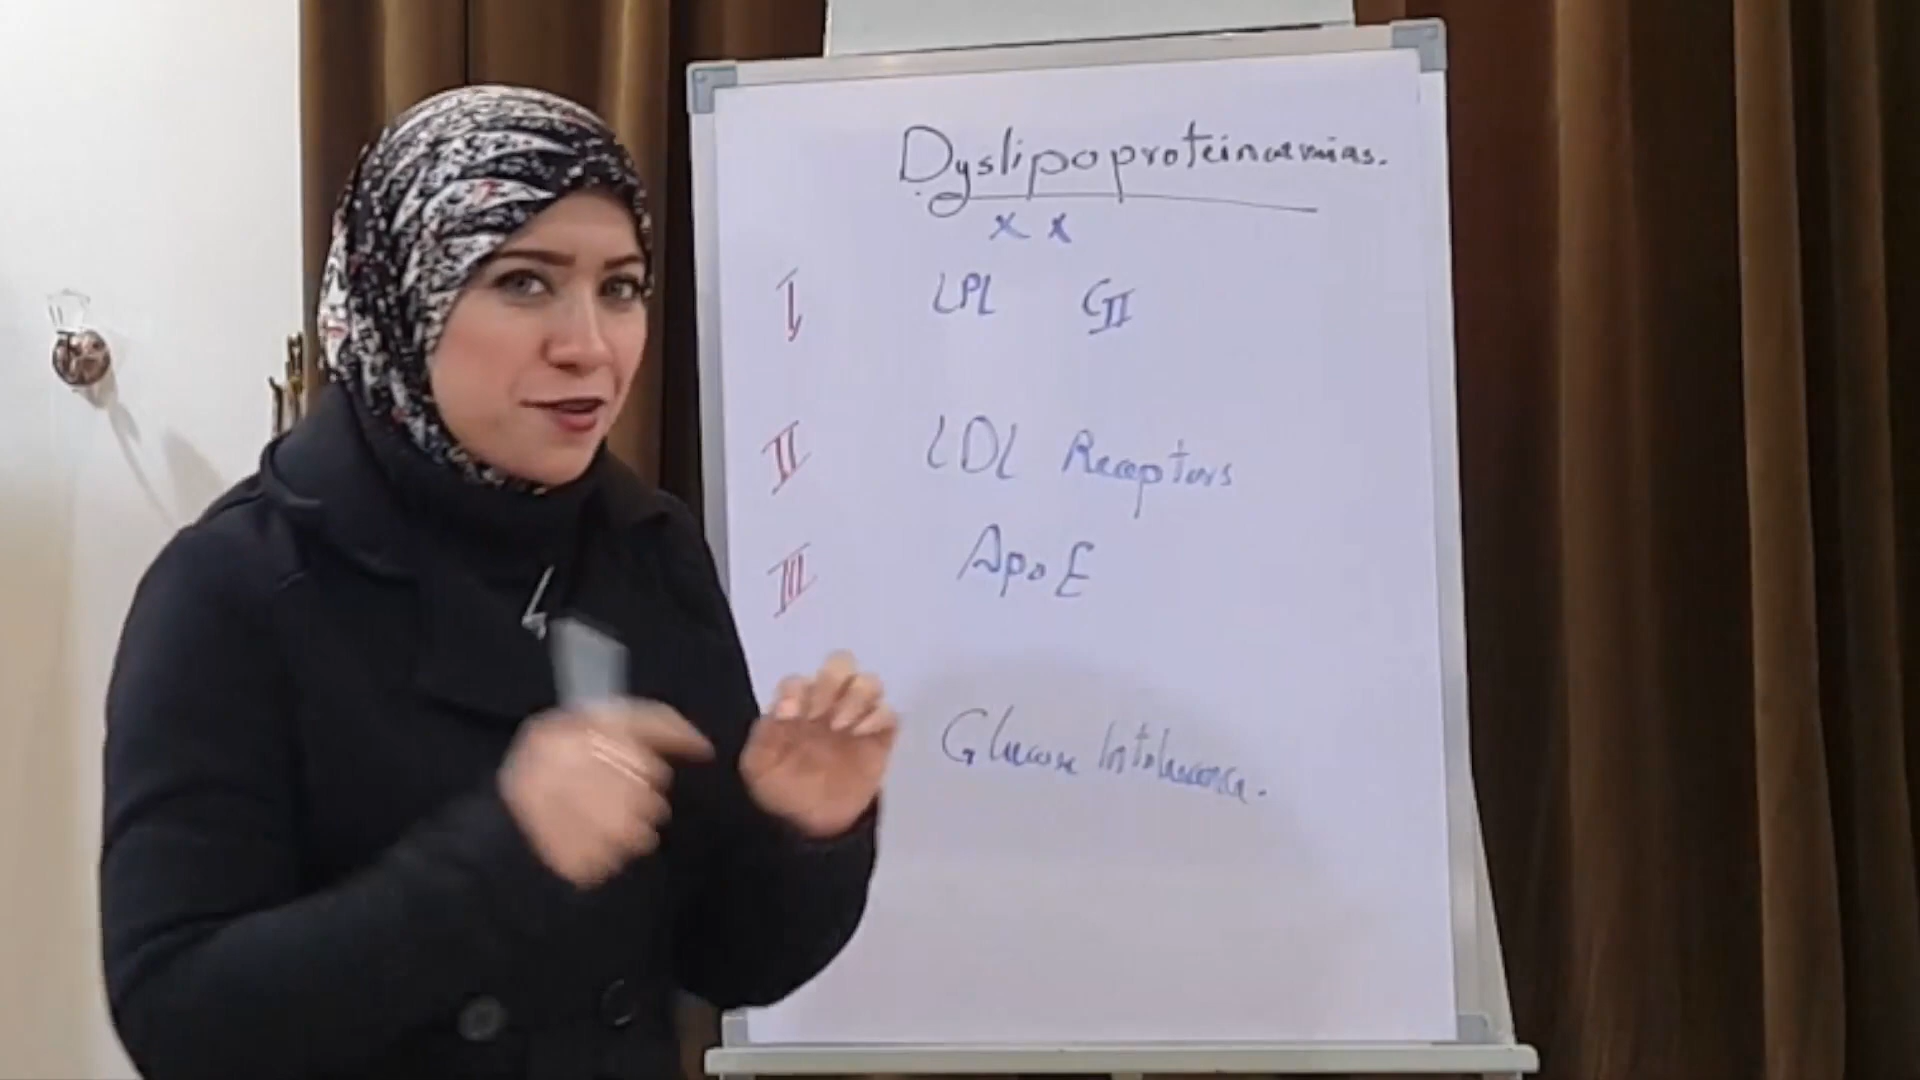 Dyslipoproteinaemias.
x x
I LPL CII
II LDL Receptors
III Apo E
Glucose Intolerance.